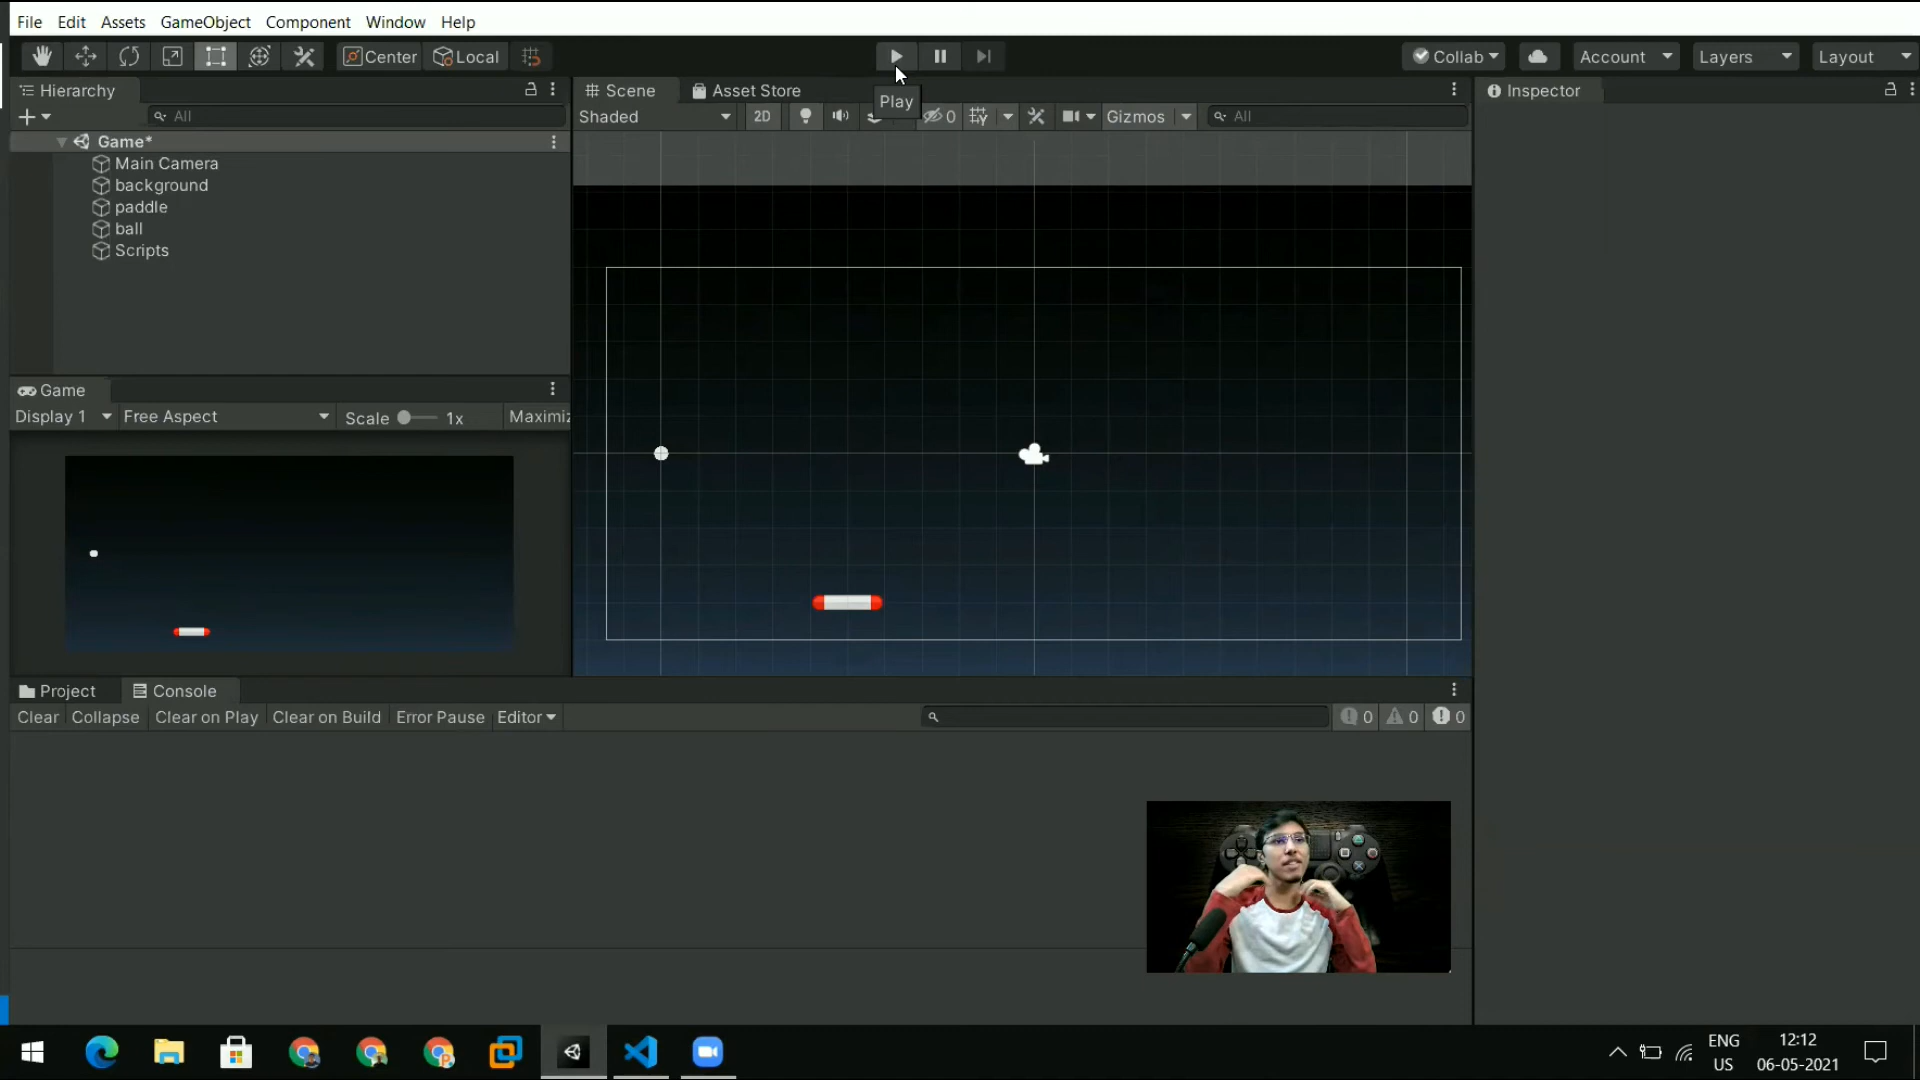 File Edit Assets GameObject Component Window Help
Center Local Collab Account Layers Layout
Hierarchy
All
Game*
Main Camera
background
paddle
ball
Scripts
Scene Asset Store
Play
Shaded 2D 0 Gizmos All
Inspector
Game
Display 1 Free Aspect Scale 1x Maximiz
Project Console
Clear Collapse Clear on Play Clear on Build Error Pause Editor 0 0 0
ENG
US
12:12
06-05-2021